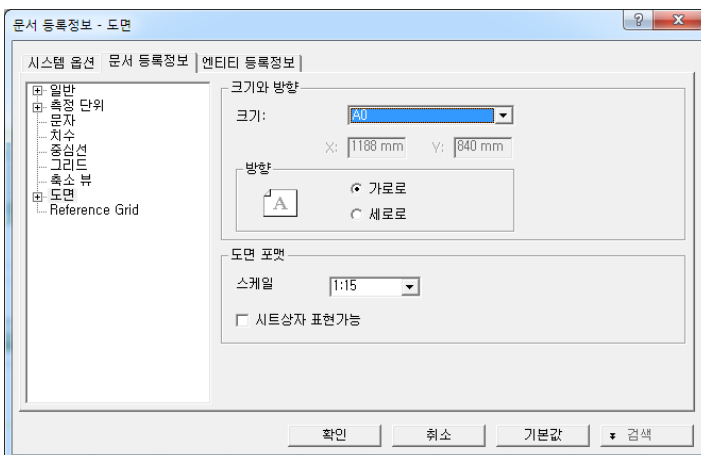 문서 등록정보 - 도면
시스템 옵션 문서 등록정보 엔티티 등록정보
일반
측정 단위
문자
치수
중심선
그리드
축소 뷰
도면
Reference Grid
크기와 방향
크기: A0
X: 1188 mm Y: 840 mm
방향
A
가로로
세로로
도면 포맷
스케일 1:15
시트상자 표현가능
확인 취소 기본값 검색